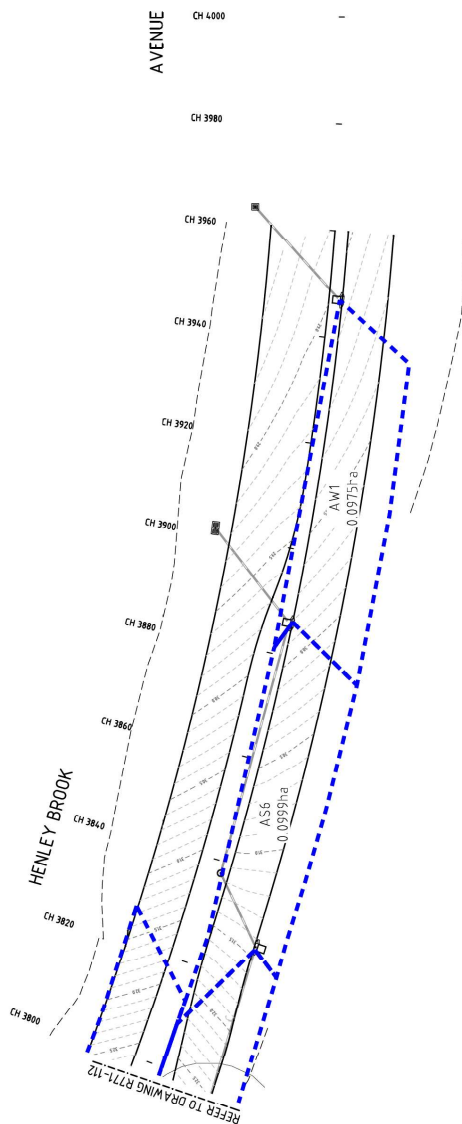 AVENUE
CH 4000
CH 3980
CH 3960
CH 3940
CH 3920
CH 3900
AW1
0.0975ha
CH 3880
CH 3860
AS6
0.0999ha
CH 3840
HENLEY BROOK
CH 3820
CH 3800
REFER TO DRAWING R771-112